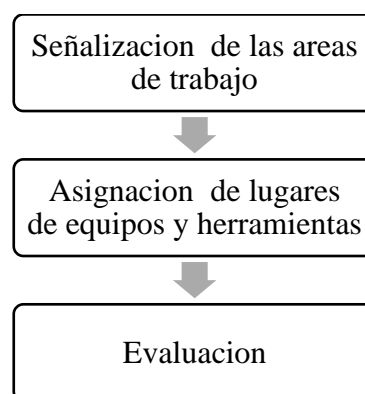 Señalizacion de las areas
de trabajo
Asignacion de lugares
de equipos y herramientas
Evaluacion